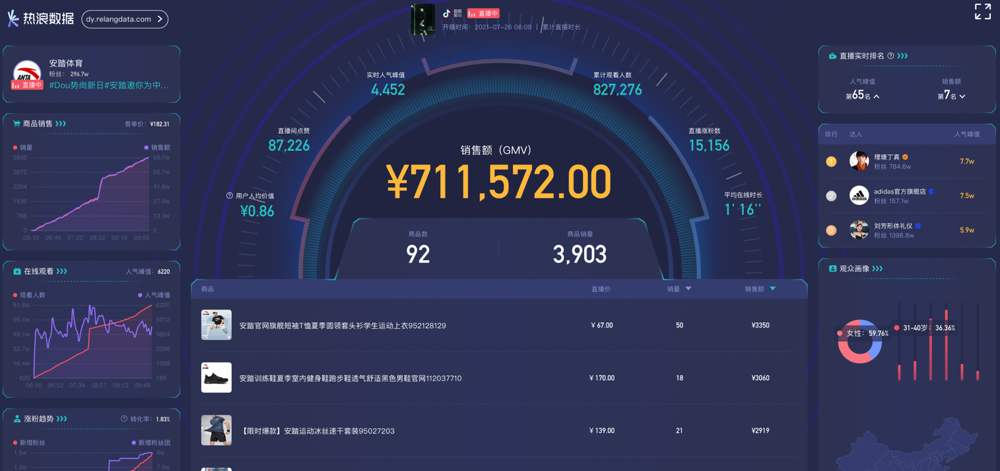 热浪数据
dy.relangdata.com
直播中
开播时间：2021-07-26 06:09 | 累计直播时长：
ANTA
直播中
安踏体育
粉丝： 296.7w
#Dou势尚新日#安踏邀你为中...
商品销售
客单价： ¥182.31
销量
销售额
3840
3072
2304
1536
768
0
69.7w
55.7w
41.8w
27.9w
13.9w
0
06:10 06:46 07:22 08:52 09:16 09:55
在线观看
人气峰值： 6220
观看人数
人气峰值
81.8w
65.4w
49.1w
32.7w
16.4w
620
6220
5012
3804
2596
1388
180
06:10 06:52 07:34 08:57 09:13 09:49
涨粉趋势
转化率： 1.83%
新增粉丝
新增粉丝团
1.5w
1.2w
8w
7.9w
实时人气峰值
4,452
累计观看人数
827,276
直播间点赞
87,226
直播涨粉数
15,156
用户人均价值
¥0.86
平均在线时长
1'16''
销售额（GMV）
¥711,572.00
商品数
92
商品销量
3,903
商品 直播价 销量 销售额
安踏官网旗舰短袖T恤夏季圆领套头衫学生运动上衣952128129 ¥ 67.00 50 ¥3350
安踏训练鞋夏季室内健身鞋跑步鞋透气舒适黑色男鞋官网112037710 ¥ 170.00 18 ¥3060
【限时爆款】安踏运动冰丝速干套装95027203 ¥ 139.00 21 ¥2919
直播实时排名
人气峰值
第65名
销售额
第7名
排行 达人 人气峰值
1
理塘丁真
粉丝 784.6w
7.7w
2
adidas
adidas官方旗舰店
粉丝 157.1w
7.5w
3
刘芳形体礼仪
粉丝 1398.8w
5.9w
观众画像
女性： 59.76%
31-40岁： 36.36%